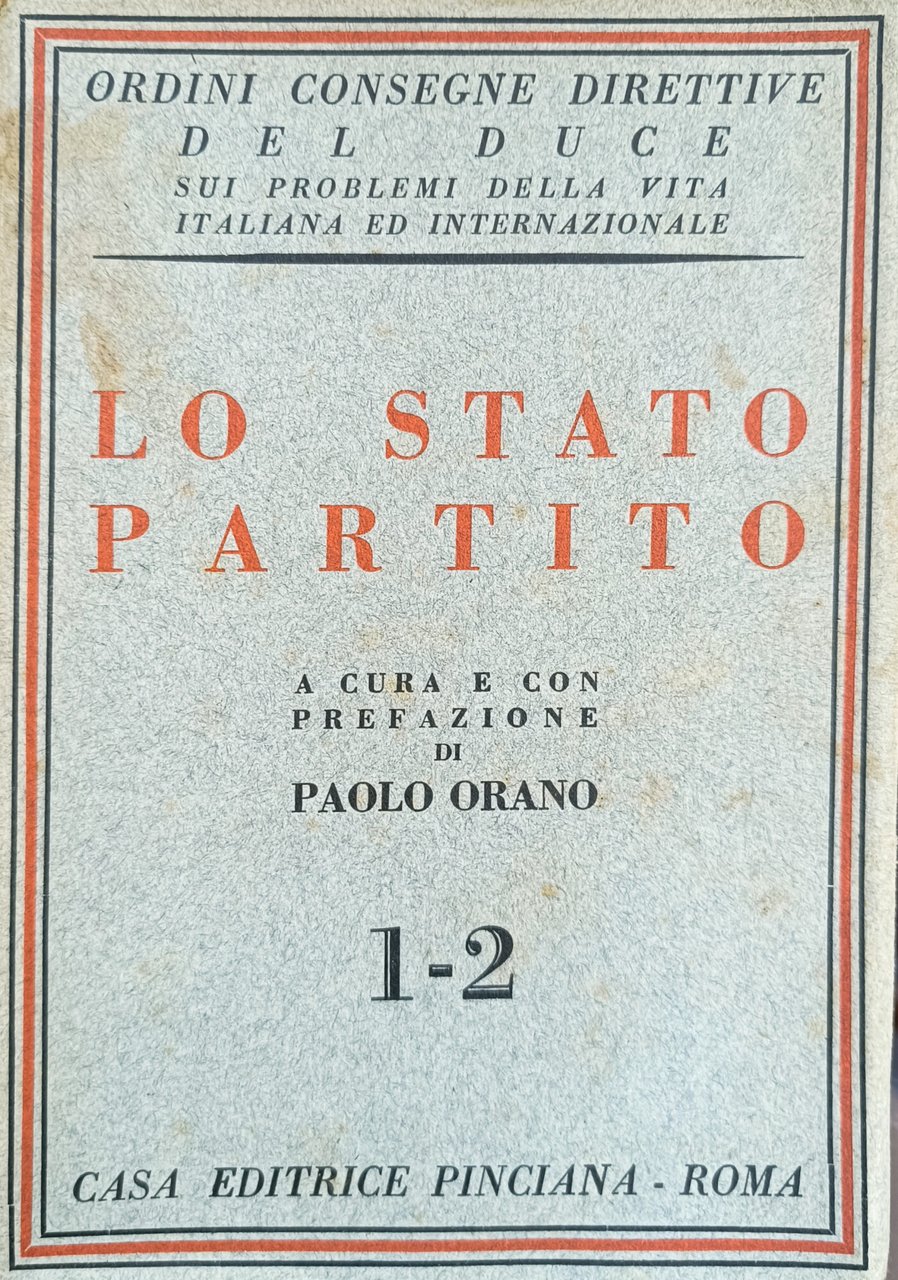 ORDINI CONSEGNE DIRETTIVE
DEL DUCE
SUI PROBLEMI DELLA VITA
ITALIANA ED INTERNAZIONALE
LO STATO
PARTITO
A CURA E CON
PREFAZIONE
DI
PAOLO ORANO
1-2
CASA EDITRICE PINCIANA - ROMA